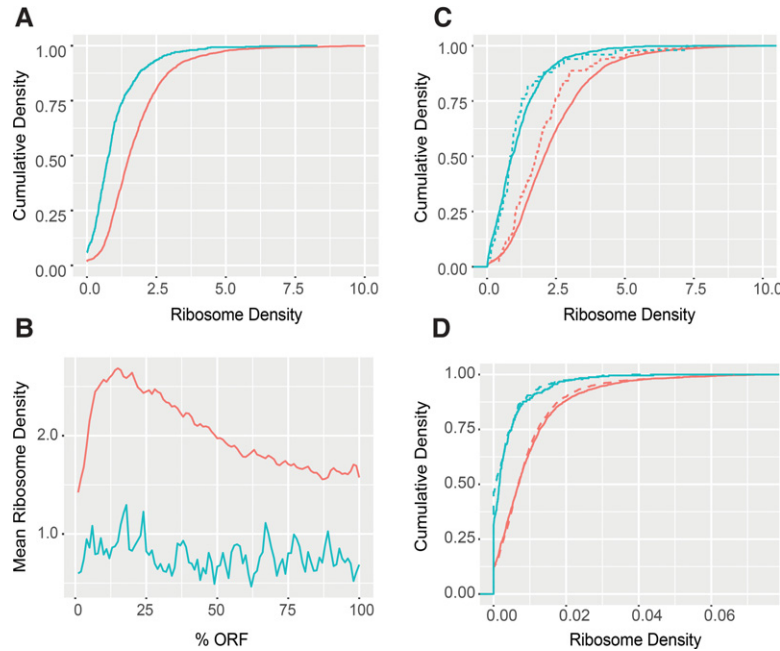 A
Cumulative Density
1.00
0.75
0.50
0.25
0.00
0.0 2.5 5.0 7.5 10.0
Ribosome Density
C
Cumulative Density
1.00
0.75
0.50
0.25
0.00
0.0 2.5 5.0 7.5 10.0
Ribosome Density
B
Mean Ribosome Density
2.0
1.0
0 25 50 75 100
% ORF
D
Cumulative Density
1.00
0.75
0.50
0.25
0.00
0.00 0.02 0.04 0.06
Ribosome Density